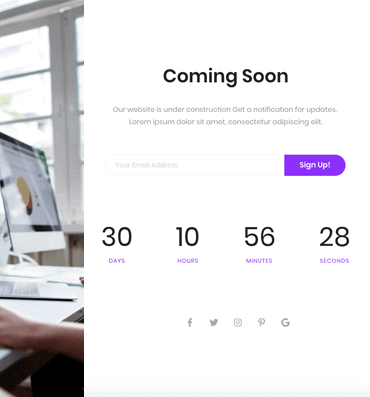 Coming Soon
Our website is under construction Get a notification for updates.
Lorem ipsum dolor sit amet, consectetur adipiscing elit.
Your Email Address
Sign Up!
30 10 56 28
DAYS HOURS MINUTES SECONDS